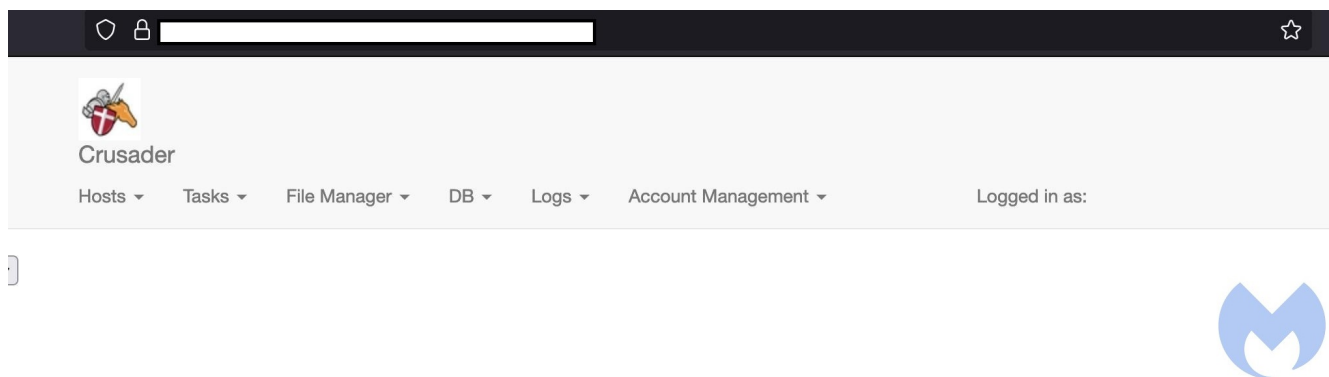 Crusader
Hosts Tasks File Manager DB Logs Account Management Logged in as: